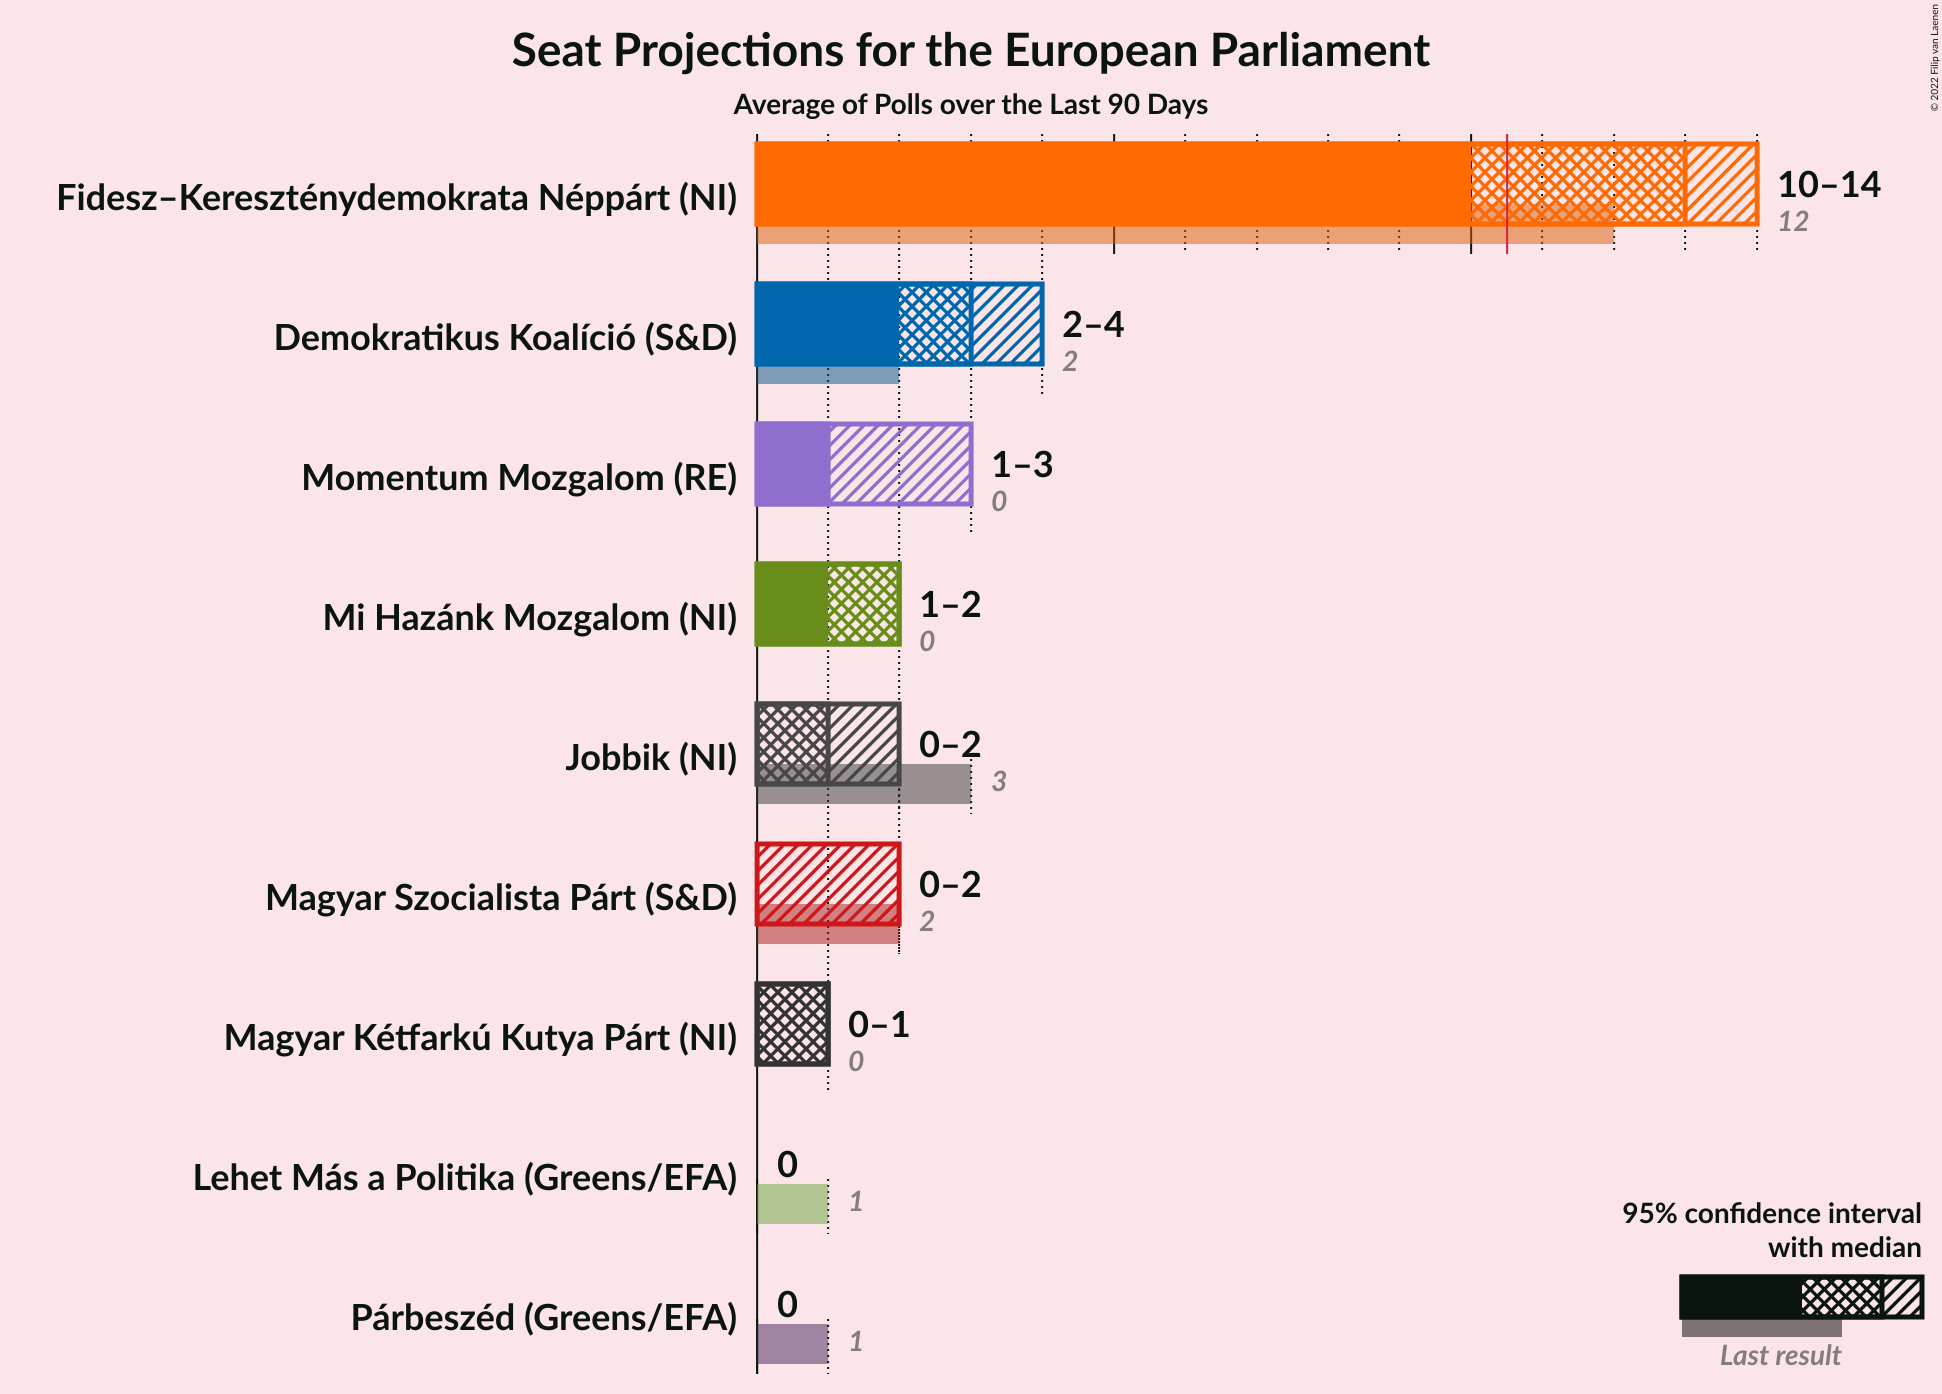 Seat Projections for the European Parliament
Average of Polls over the Last 90 Days
© 2022 Filip van Laenen
Fidesz–Kereszténydemokrata Néppárt (NI)
10–14
12
Demokratikus Koalíció (S&D)
2–4
2
Momentum Mozgalom (RE)
1–3
0
Mi Hazánk Mozgalom (NI)
1–2
0
Jobbik (NI)
0–2
3
Magyar Szocialista Párt (S&D)
0–2
2
Magyar Kétfarkú Kutya Párt (NI)
0–1
0
Lehet Más a Politika (Greens/EFA)
0
1
Párbeszéd (Greens/EFA)
0
1
95% confidence interval
with median
Last result